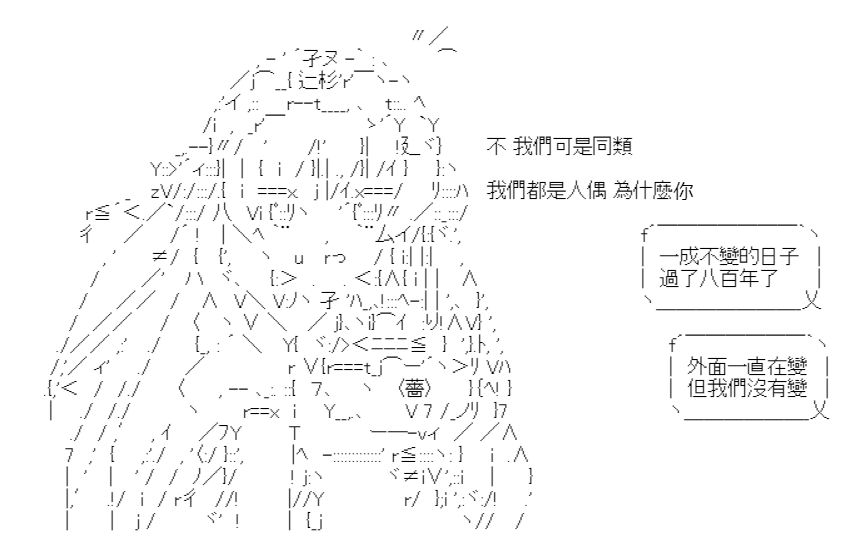 不 我們可是同類
我們都是人偶 為什麼你
一成不變的日子
過了八百年了
外面一直在變
但我們沒有變